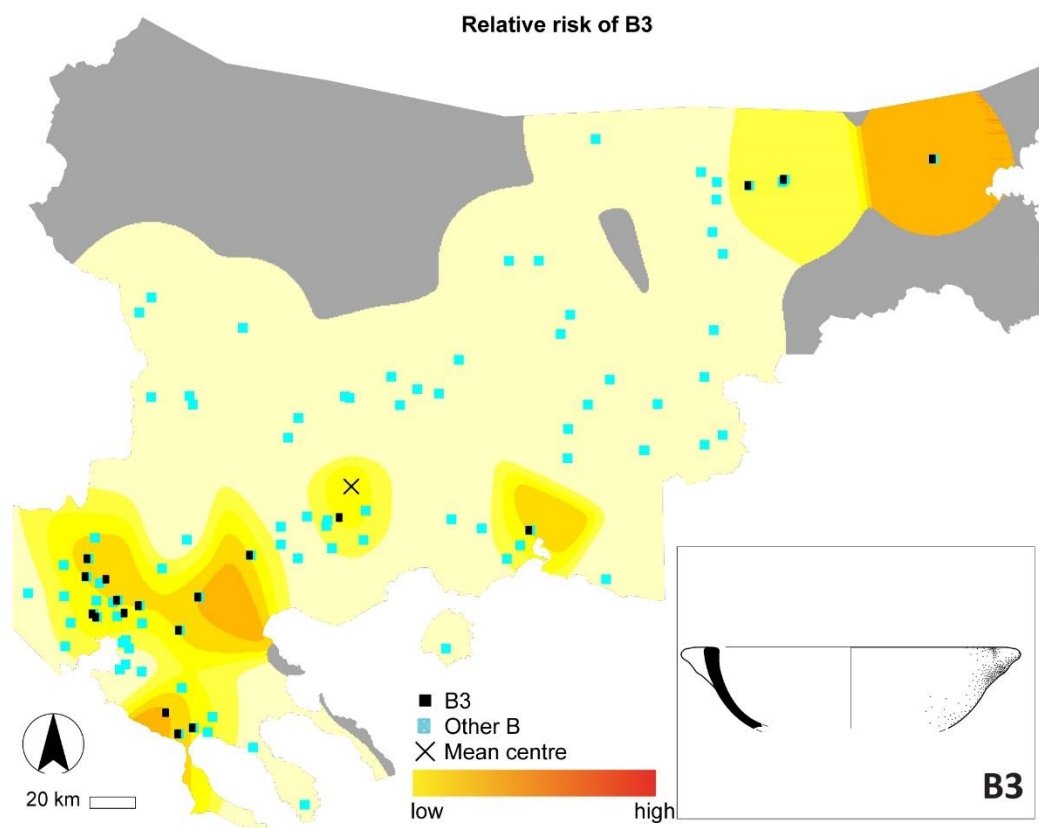 Relative risk of B3
B3
Other B
Mean centre
low high
20 km
B3